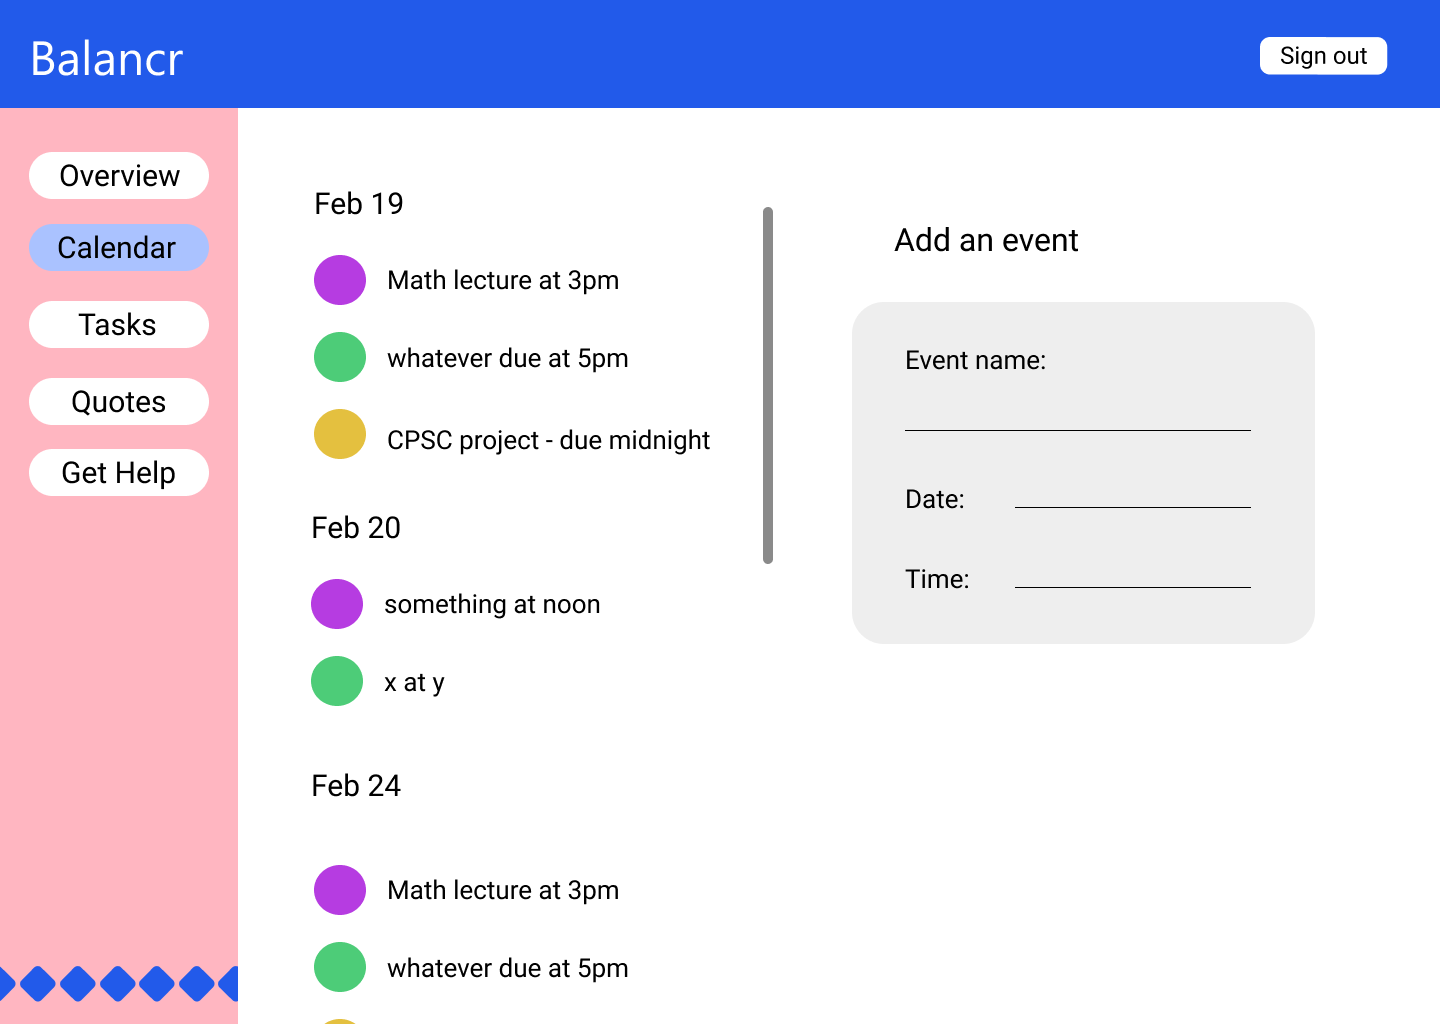 Balancr
Sign out
Overview
Calendar
Tasks
Quotes
Get Help
Feb 19
Math lecture at 3pm
whatever due at 5pm
CPSC project - due midnight
Feb 20
something at noon
x at y
Feb 24
Math lecture at 3pm
whatever due at 5pm
Add an event
Event name:
Date:
Time: